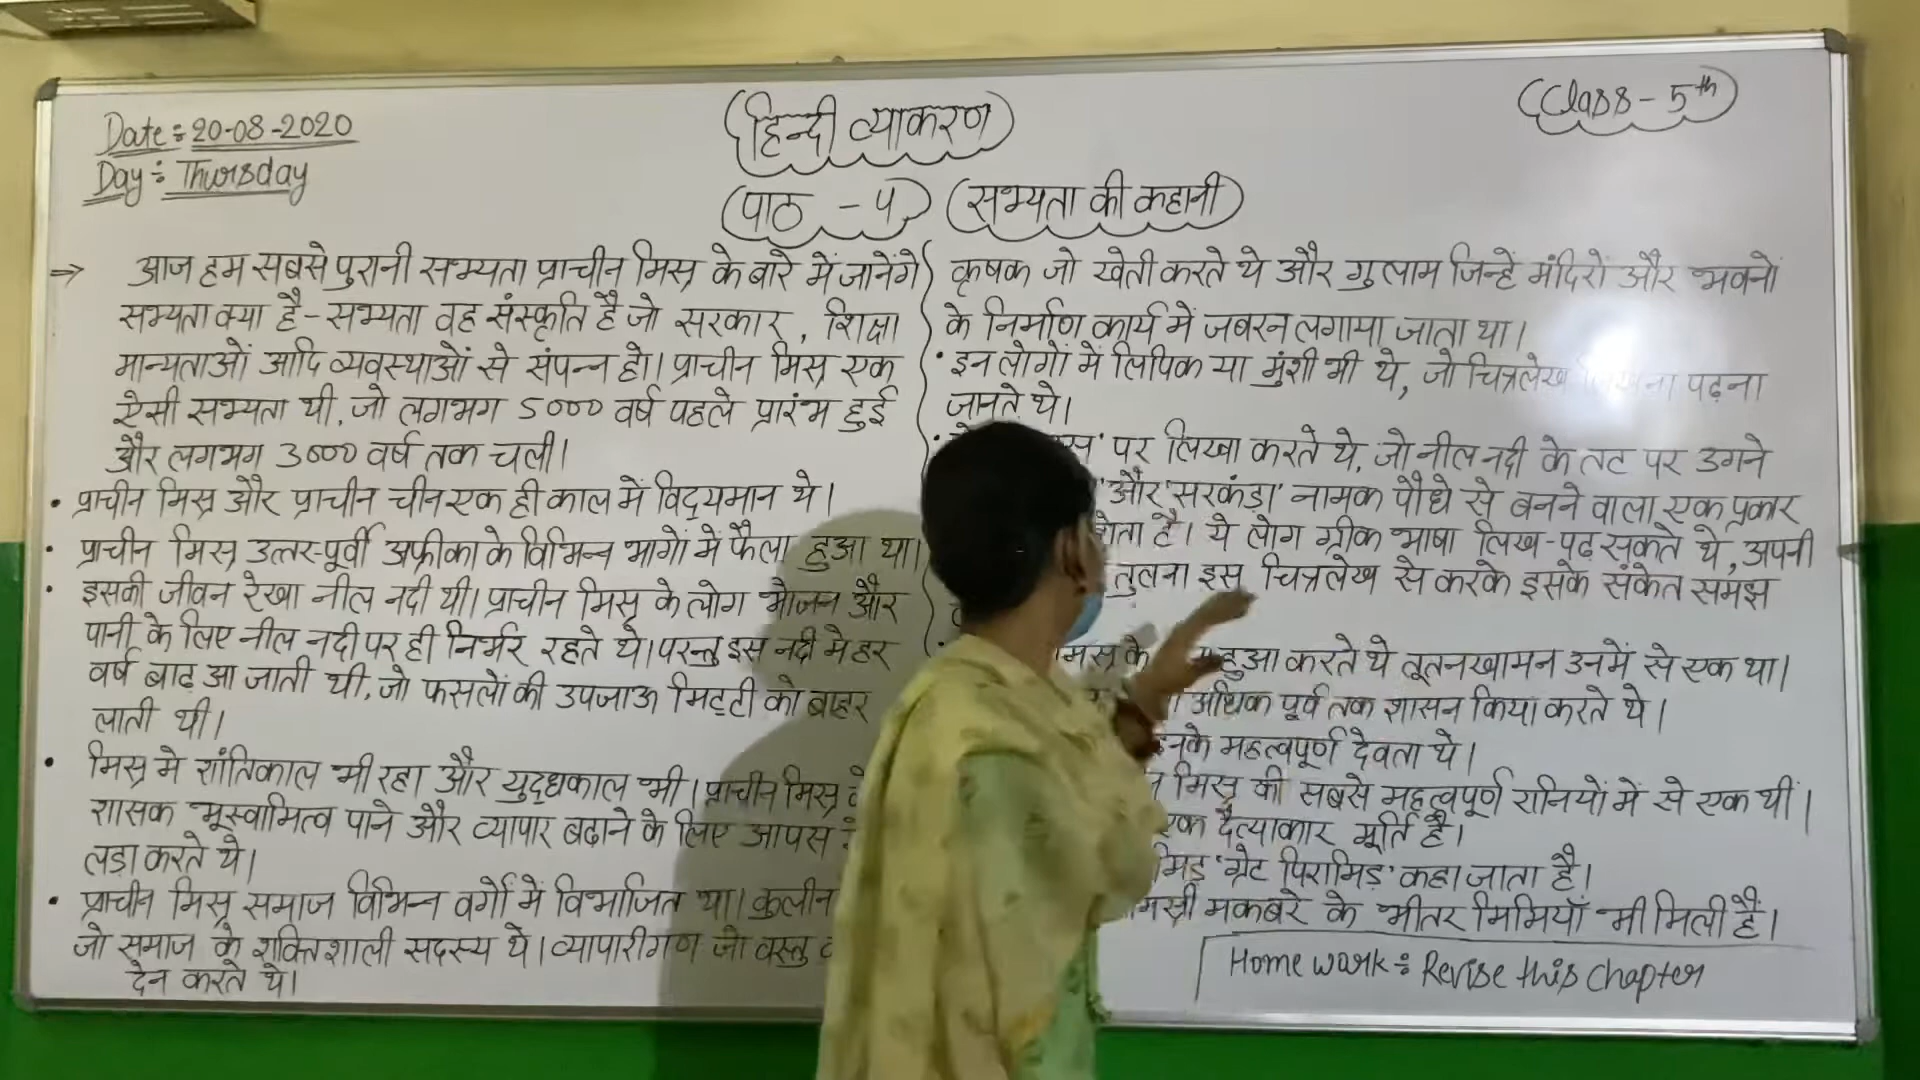 Date:- 20-08-2020
Day:- Thursday
हिन्दी व्याकरण
Class - 5th
पाठ - 4
(सभ्यता की कहानी)
⇒ आज हम सबसे पुरानी सभ्यता प्राचीन मिस्र के बारे में जानेंगे
सभ्यता क्या है - सभ्यता वह संस्कृति है जो सरकार, शिक्षा
मान्यताओं आदि व्यवस्थाओं से संपन्न हो। प्राचीन मिस्र एक
ऐसी सभ्यता थी, जो लगभग 5000 वर्ष पहले प्रारंभ हुई
और लगभग 3000 वर्ष तक चली।
• प्राचीन मिस्र और प्राचीन चीन एक ही काल में विद्यमान थे।
• प्राचीन मिस्र उत्तर-पूर्वी अफ्रीका के विभिन्न भागों में फैला हुआ था।
• इसकी जीवन रेखा नील नदी थी। प्राचीन मिस्र के लोग भोजन और
पानी के लिए नील नदी पर ही निर्भर रहते थे। परन्तु इस नदी मे हर
वर्ष बाढ़ आ जाती थी, जो फसलों की उपजाऊ मिट्टी को बाहर
लाती थी।
• मिस्र मे शांतिकाल भी रहा और युद्धकाल भी। प्राचीन मिस्र
शासक भूस्वामित्व पाने और व्यापार बढाने के लिए आपस
लडा करते थे।
• प्राचीन मिस्र समाज विभिन्न वर्गों में विभाजित था। कुलीन
जो समाज के शक्तिशाली सदस्य थे। व्यापारीगण जो वस्तु
देन करते थे।
कृषक जो खेती करते थे और गुलाम जिन्हें मंदिरों और भवनों
के निर्माण कार्य में जबरन लगाया जाता था।
• इन लोगों में लिपिक या मुंशी भी थे, जो चित्रलेख पढ़ना
जानते थे।
पर लिखा करते थे, जो नील नदी के तट पर उगने
और 'सरकंड़ा' नामक पौधे से बनने वाला एक प्रकार
होता है। ये लोग ग्रीक भाषा लिख-पढ़ सकते थे, अपनी
तुलना इस चित्रलेख से करके इसके संकेत समझ
हुआ करते थे तूतनखामन उनमें से एक था।
अधिक पूर्व तक शासन किया करते थे।
इनके महत्वपूर्ण देवता थे।
मिस्र की सबसे महत्वपूर्ण रानियों में से एक थीं।
एक दैत्याकार मूर्ति है।
'ग्रेट पिरामिड़' कहा जाता है।
मकबरे के भीतर ममियाँ भी मिली हैं।
Home work:- Revise this chapter